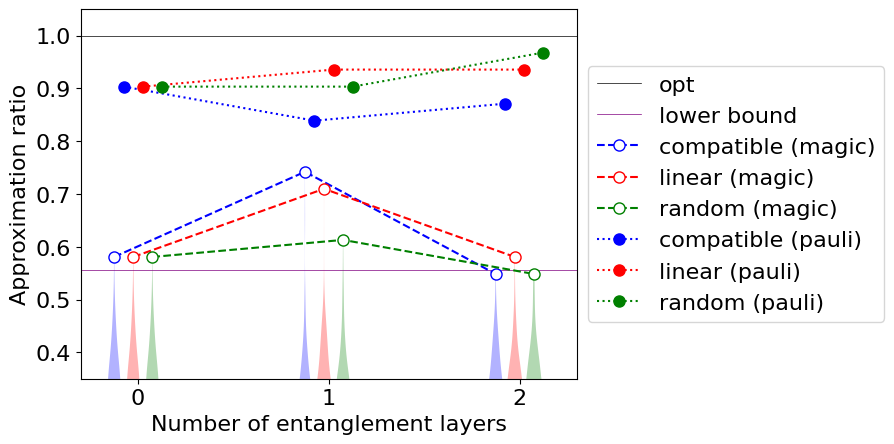 1.0
0.9
0.8
0.7
0.6
0.5
0.4
Approximation ratio
0 1 2
Number of entanglement layers
opt
lower bound
compatible (magic)
linear (magic)
random (magic)
compatible (pauli)
linear (pauli)
random (pauli)